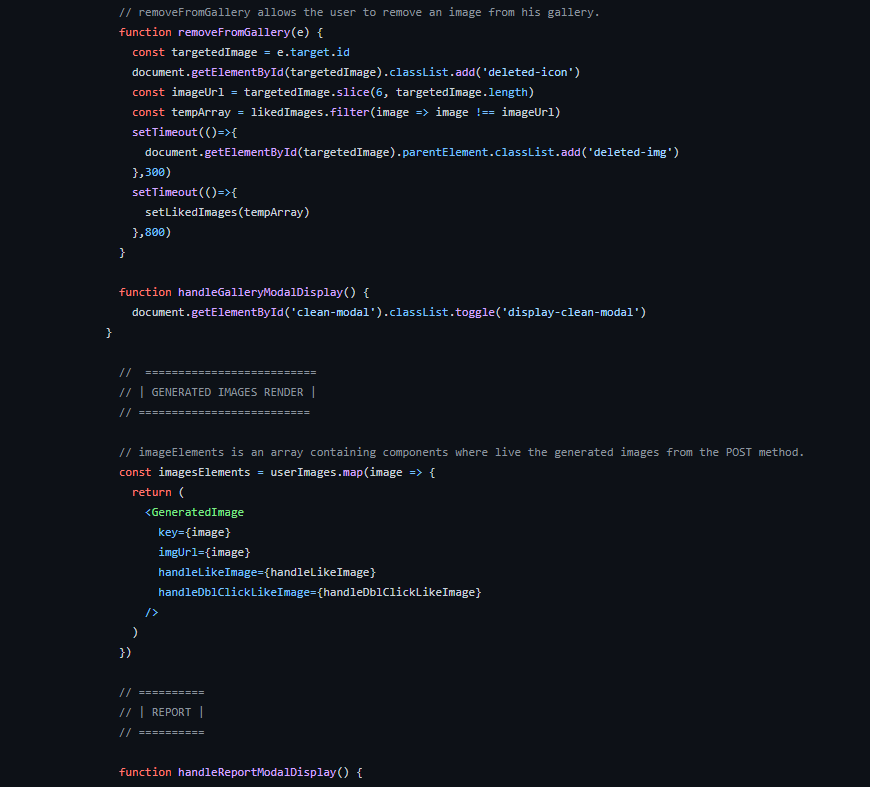 // removeFromGallery allows the user to remove an image from his gallery.
function removeFromGallery(e) {
const targetedImage = e.target.id
document.getElementById(targetedImage).classList.add('deleted-icon')
const imageUrl = targetedImage.slice(6, targetedImage.length)
const tempArray = likedImages.filter(image => image !== imageUrl)
setTimeout(()=>{
document.getElementById(targetedImage).parentElement.classList.add('deleted-img')
},300)
setTimeout(()=>{
setLikedImages(tempArray)
},800)
}
function handleGalleryModalDisplay() {
document.getElementById('clean-modal').classList.toggle('display-clean-modal')
}
//  ==========================
// | GENERATED IMAGES RENDER |
// ==========================
// imageElements is an array containing components where live the generated images from the POST method.
const imagesElements = userImages.map(image => {
return (
<GeneratedImage
key={image}
imgUrl={image}
handleLikeImage={handleLikeImage}
handleDblClickLikeImage={handleDblClickLikeImage}
/>
)
})
// ==========
// | REPORT |
// ==========
function handleReportModalDisplay() {